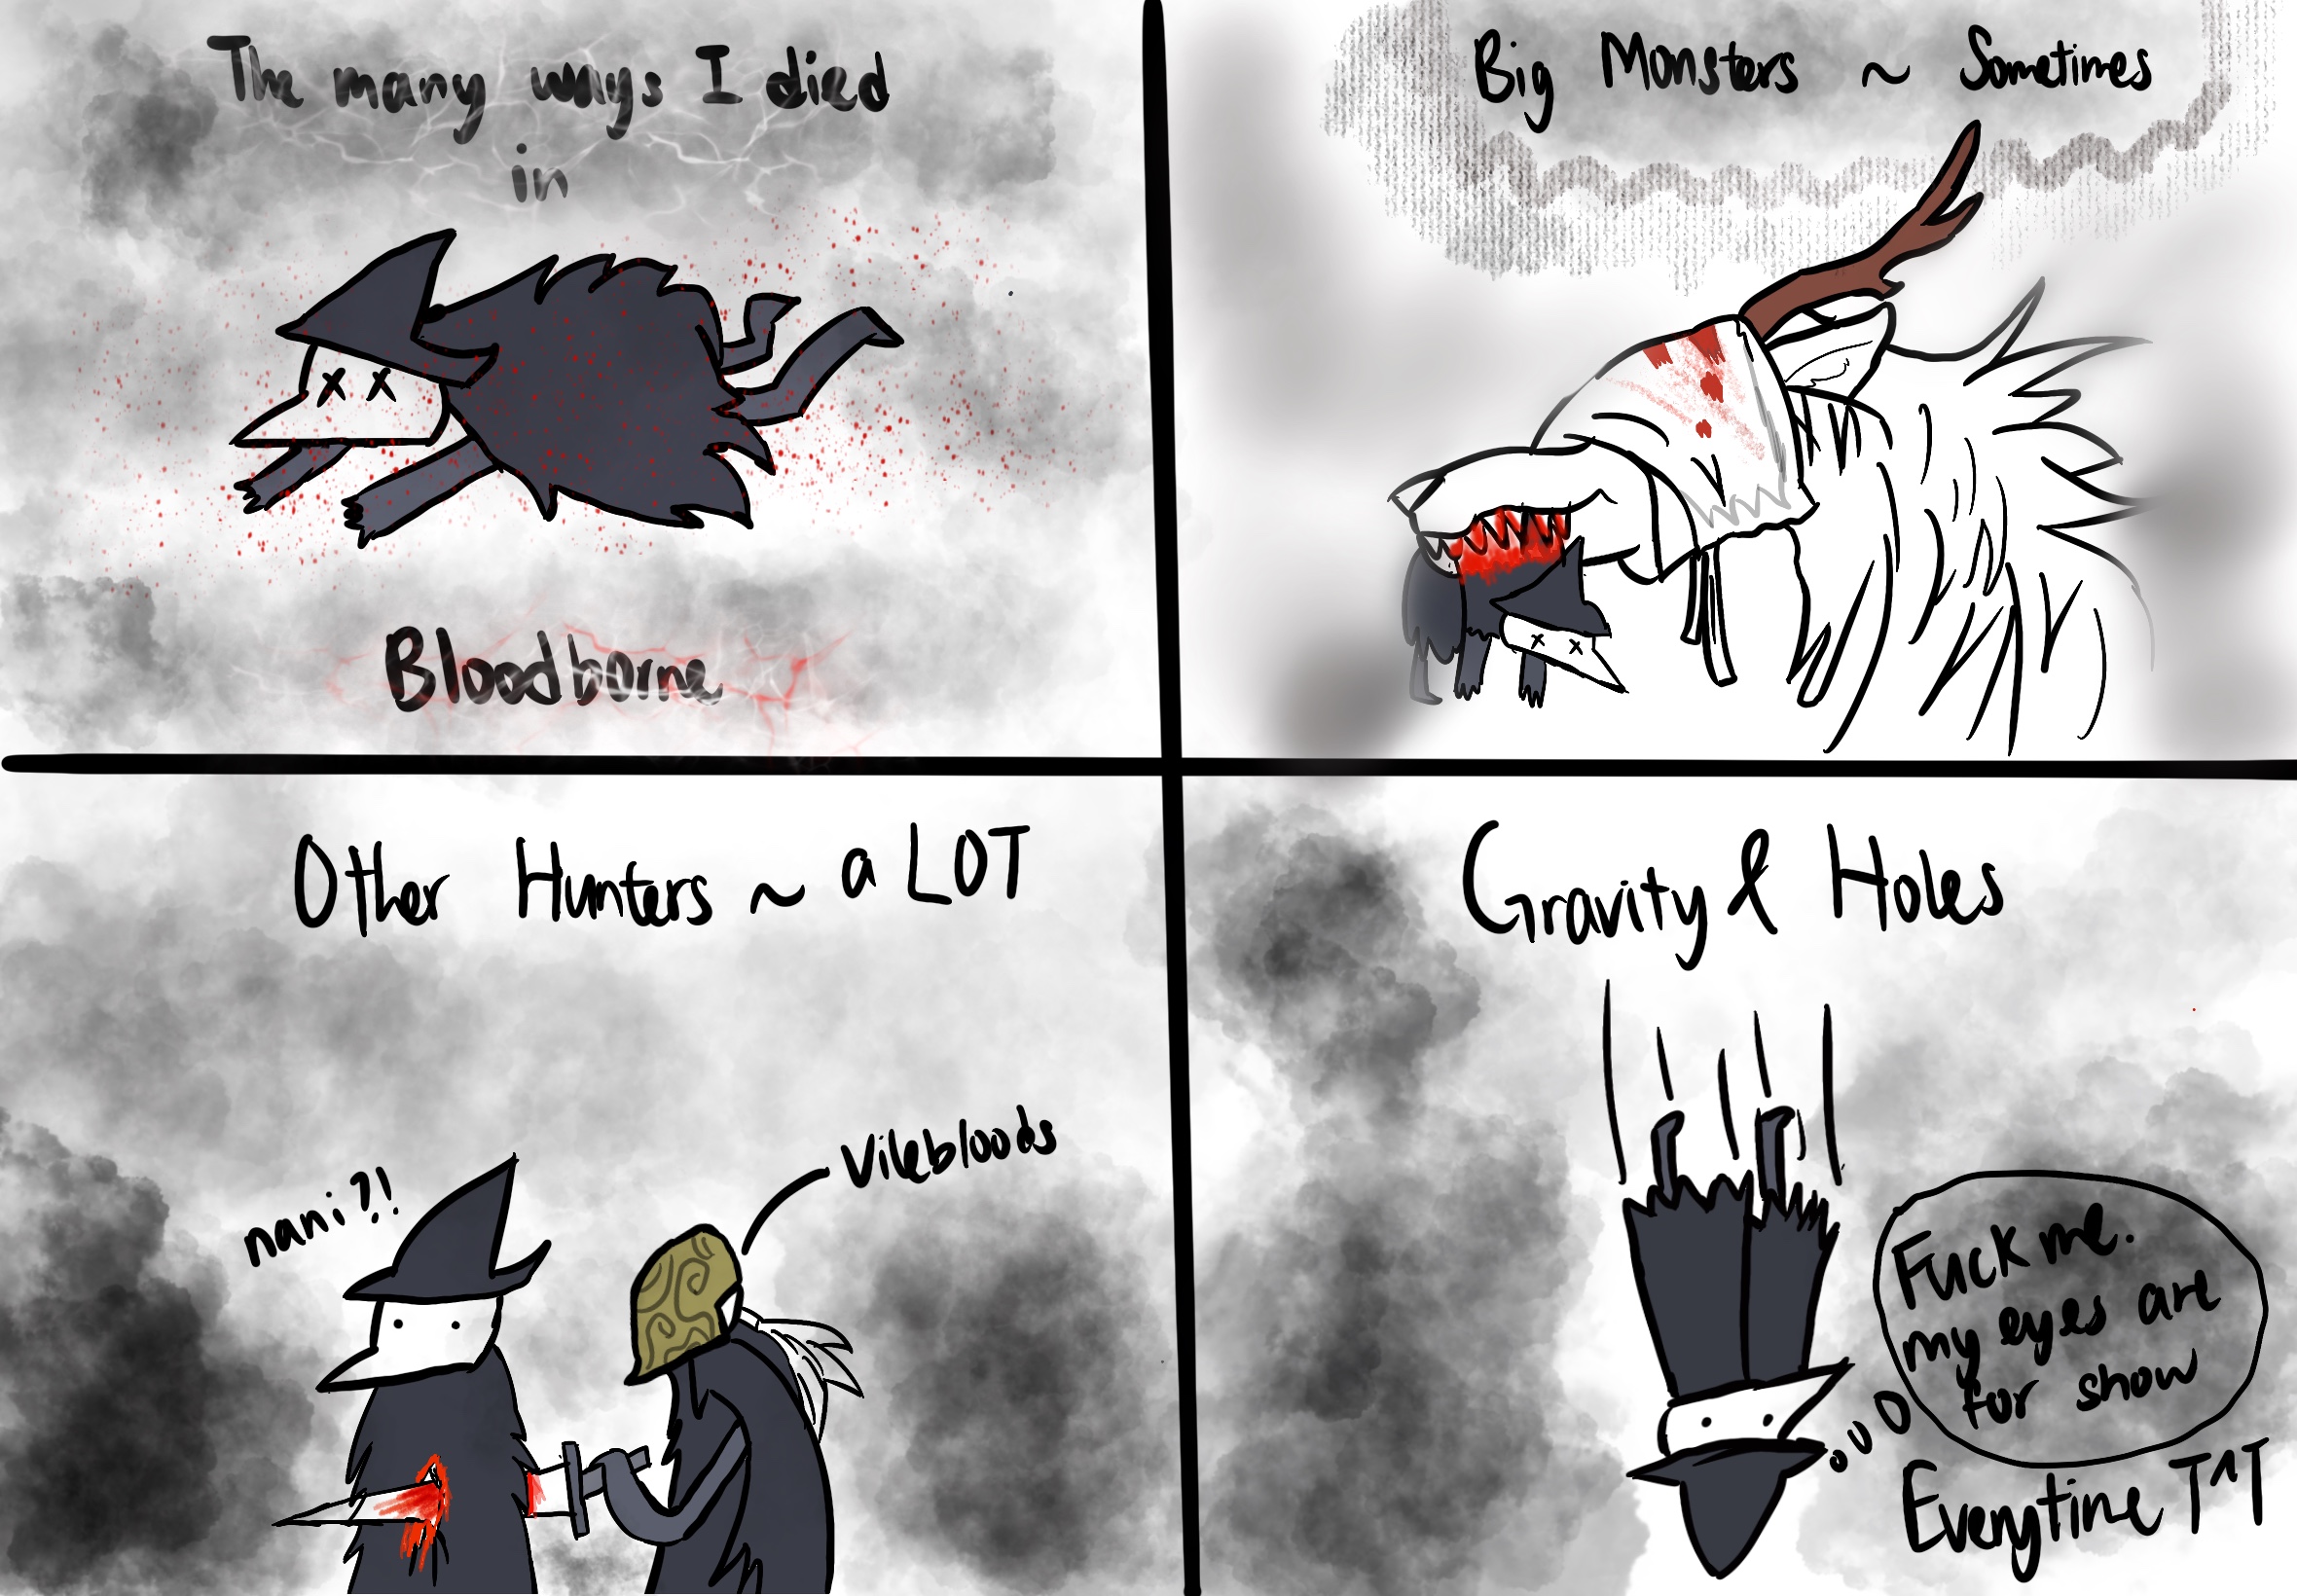 The many ways I died
in
Bloodborne
Big Monsters ~ Sometimes
Other Hunters ~ a LOT
nani?!
Vilebloods
Gravity & Holes
Fuck me.
my eyes are
for show
Everytime T^T